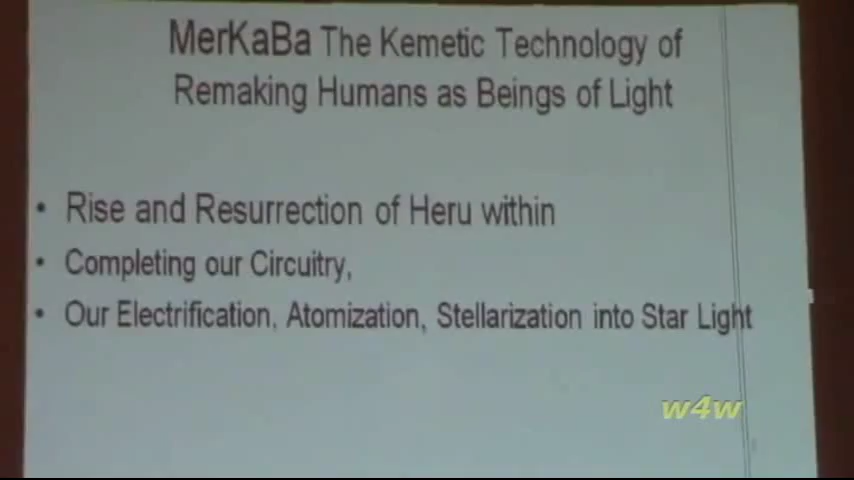 MerKaBa The Kemetic Technology of
Remaking Humans as Beings of Light
• Rise and Resurrection of Heru within
• Completing our Circuitry,
• Our Electrification, Atomization, Stellarization into Star Light
w4w